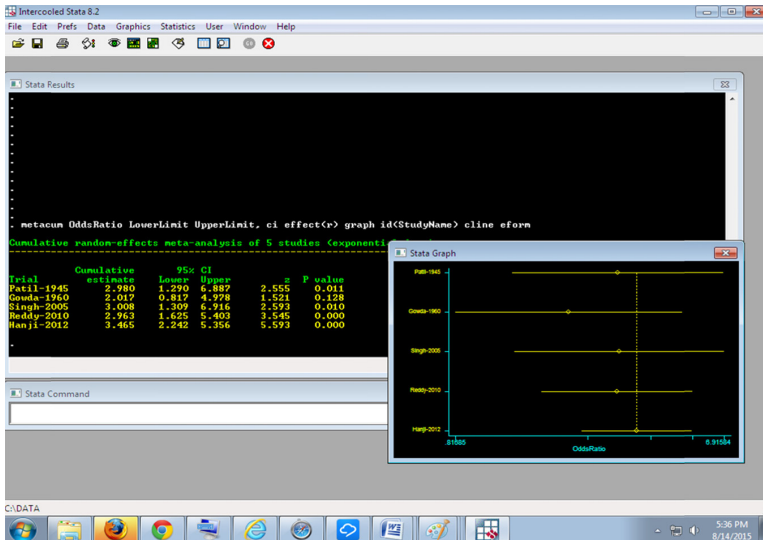 Intercooled Stata 8.2
File Edit Prefs Data Graphics Statistics User Window Help
Stata Results
. metacum OddsRatio LowerLimit UpperLimit, ci effect(r) graph id(StudyName) cline eform
Cumulative random-effects meta-analysis of 5 studies
Cumulative 95% CI
Trial estimate Lower Upper z P value
Patil-1945 2.980 1.290 6.887 2.555 0.011
Gowda-1960 2.017 0.817 4.978 1.521 0.128
Singh-2005 3.008 1.309 6.916 2.593 0.010
Reddy-2010 2.963 1.625 5.403 3.545 0.000
Hanji-2012 3.465 2.242 5.356 5.593 0.000
.
Stata Command
Stata Graph
Patil-1945
Gowda-1960
Singh-2005
Reddy-2010
Hanji-2012
.81685 6.91584
OddsRatio
C:\DATA
5:36 PM
8/14/2015